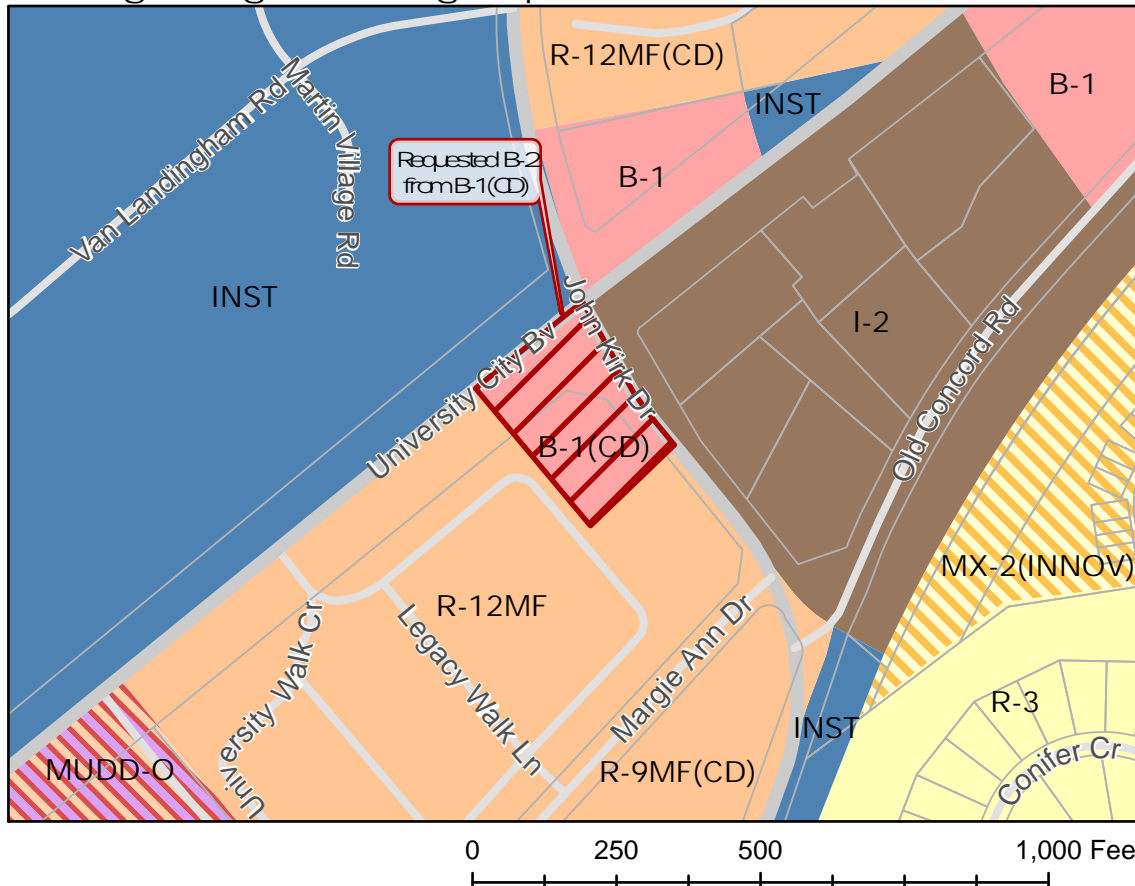 R-12MF(CD)
B-1
INST
Martin Village Rd
Van Landingham Rd
Requested B-2
from B-1(CD)
B-1
INST
John Kirk Dr
I-2
University City Bv
Old Concord Rd
B-1(CD)
MX-2(INNOV)
R-12MF
Legacy Walk Ln
Margie Ann Dr
University Walk Cr
R-3
INST
MUDD-O
R-9MF(CD)
Conifer Cr
0 250 500 1,000 Fee